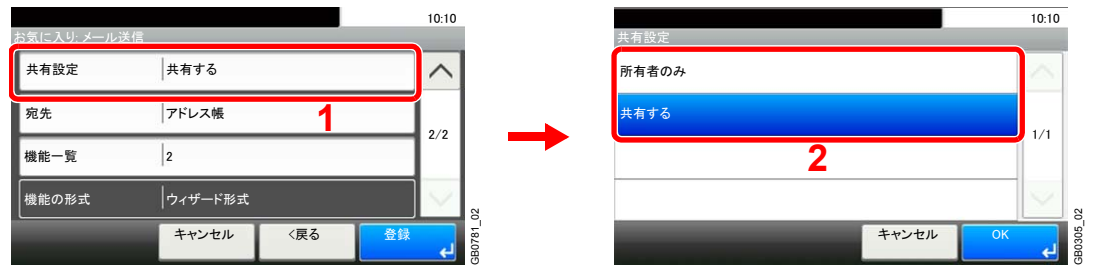 10:10
お気に入り: メール送信
共有設定 共有する
宛先 アドレス帳
1
2/2
機能一覧 2
機能の形式 ウィザード形式
キャンセル <戻る 登録
GB0781_02
10:10
共有設定
所有者のみ
共有する
1/1
2
キャンセル OK
GB0305_02